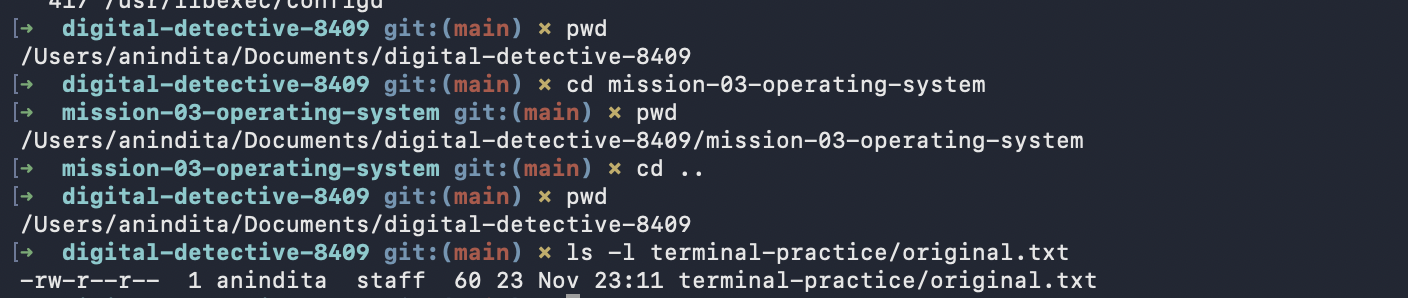 417 /usr/libexec/configd
[→ digital-detective-8409 git:(main) × pwd
/Users/anindita/Documents/digital-detective-8409
[→ digital-detective-8409 git:(main) × cd mission-03-operating-system
[→ mission-03-operating-system git:(main) × pwd
/Users/anindita/Documents/digital-detective-8409/mission-03-operating-system
[→ mission-03-operating-system git:(main) × cd ..
[→ digital-detective-8409 git:(main) × pwd
/Users/anindita/Documents/digital-detective-8409
[→ digital-detective-8409 git:(main) × ls -l terminal-practice/original.txt
-rw-r--r-- 1 anindita staff 60 23 Nov 23:11 terminal-practice/original.txt